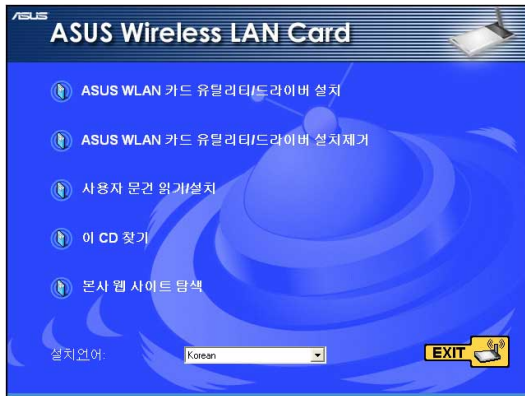 ASUS
ASUS Wireless LAN Card
ASUS WLAN 카드 유틸리티/드라이버 설치
ASUS WLAN 카드 유틸리티/드라이버 설치제거
사용자 문건 읽기/설치
이 CD 찾기
본사 웹 사이트 탐색
설치언어:
Korean
EXIT